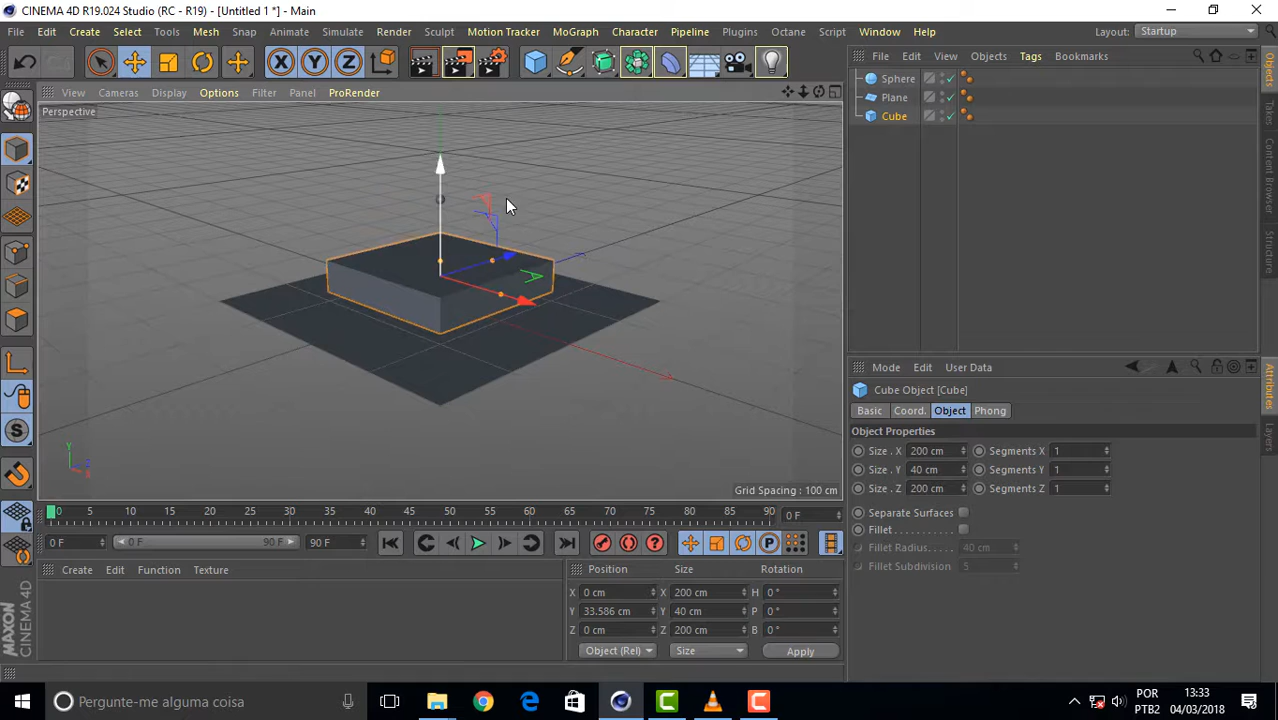 CINEMA 4D R19.024 Studio (RC - R19) - [Untitled 1 *] - Main
File Edit Create Select Tools Mesh Snap Animate Simulate Render Sculpt Motion Tracker MoGraph Character Pipeline Plugins Octane Script Window Help Layout: Startup
File Edit View Objects Tags Bookmarks
View Cameras Display Options Filter Panel ProRender
Perspective
Sphere
Plane
Cube
Objects
Takes
Content Browser
Structure
Mode Edit User Data
Cube Object [Cube]
Basic Coord. Object Phong
Object Properties
Size . X 200 cm Segments X 1
Size . Y 40 cm Segments Y 1
Size . Z 200 cm Segments Z 1
Separate Surfaces
Fillet
Fillet Radius 40 cm
Fillet Subdivision 5
Attributes
Layers
Y
Z
X
Grid Spacing : 100 cm
0 5 10 15 20 25 30 35 40 45 50 55 60 65 70 75 80 85 90 0 F
0 F 0 F 90 F 90 F
Create Edit Function Texture
Position Size Rotation
X 0 cm X 200 cm H 0 °
Y 33.586 cm Y 40 cm P 0 °
Z 0 cm Z 200 cm B 0 °
Object (Rel) Size Apply
MAXON
CINEMA 4D
Pergunte-me alguma coisa
POR
PTB2
13:33
04/03/2018